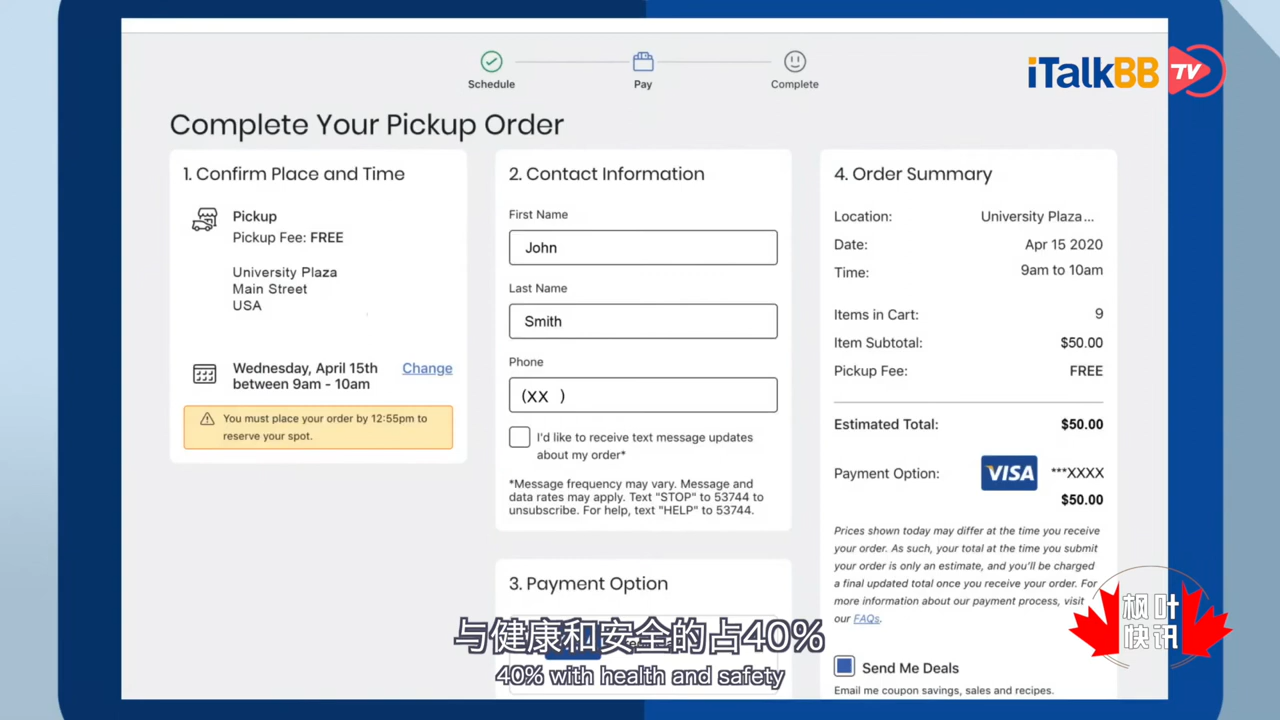 iTalkBB TV
Schedule
Pay
Complete
Complete Your Pickup Order
1. Confirm Place and Time
Pickup
Pickup Fee: FREE
University Plaza
Main Street
USA
Wednesday, April 15th
between 9am - 10am
Change
You must place your order by 12:55pm to
reserve your spot.
2. Contact Information
First Name
John
Last Name
Smith
Phone
(XX )
I'd like to receive text message updates
about my order*
*Message frequency may vary. Message and
data rates may apply. Text "STOP" to 53744 to
unsubscribe. For help, text "HELP" to 53744.
3. Payment Option
4. Order Summary
Location: University Plaza...
Date: Apr 15 2020
Time: 9am to 10am
Items in Cart: 9
Item Subtotal: $50.00
Pickup Fee: FREE
Estimated Total: $50.00
Payment Option: VISA ***XXXX
$50.00
Prices shown today may differ at the time you receive
your order. As such, your total at the time you submit
your order is only an estimate, and you'll be charged
a final updated total once you receive your order. For
more information about our payment process, visit
our FAQs.
Send Me Deals
Email me coupon savings, sales and recipes.
枫叶
快讯
与健康和安全的占40%
40% with health and safety